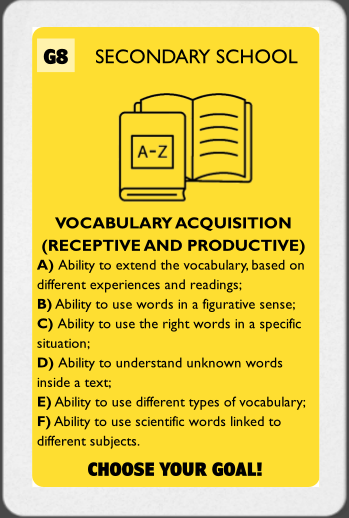 G8 SECONDARY SCHOOL
A-Z
VOCABULARY ACQUISITION
(RECEPTIVE AND PRODUCTIVE)
A) Ability to extend the vocabulary, based on
different experiences and readings;
B) Ability to use words in a figurative sense;
C) Ability to use the right words in a specific
situation;
D) Ability to understand unknown words
inside a text;
E) Ability to use different types of vocabulary;
F) Ability to use scientific words linked to
different subjects.
CHOOSE YOUR GOAL!